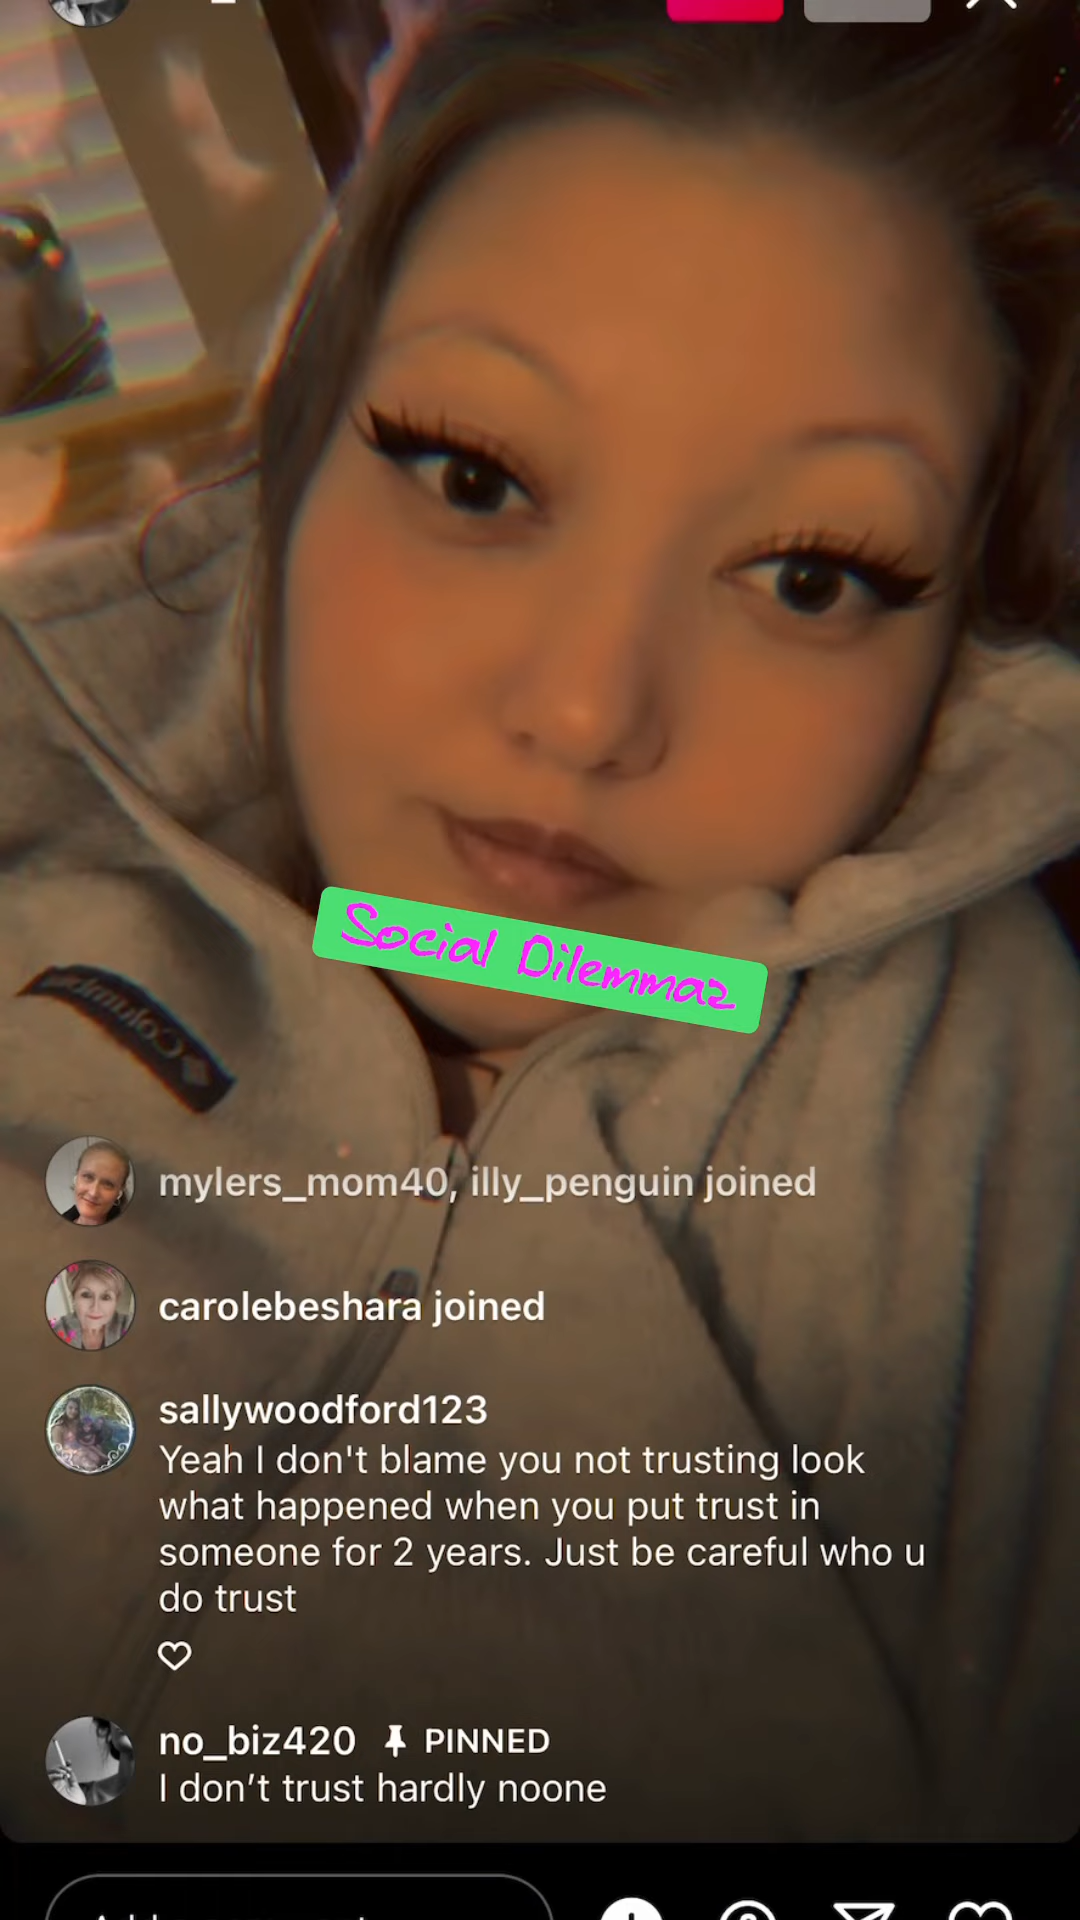 Social Dilemmaz
Columbia
mylers_mom40, illy_penguin joined
carolebeshara joined
sallywoodford123
Yeah I don't blame you not trusting look
what happened when you put trust in
someone for 2 years. Just be careful who u
do trust
no_biz420 PINNED
I don’t trust hardly noone